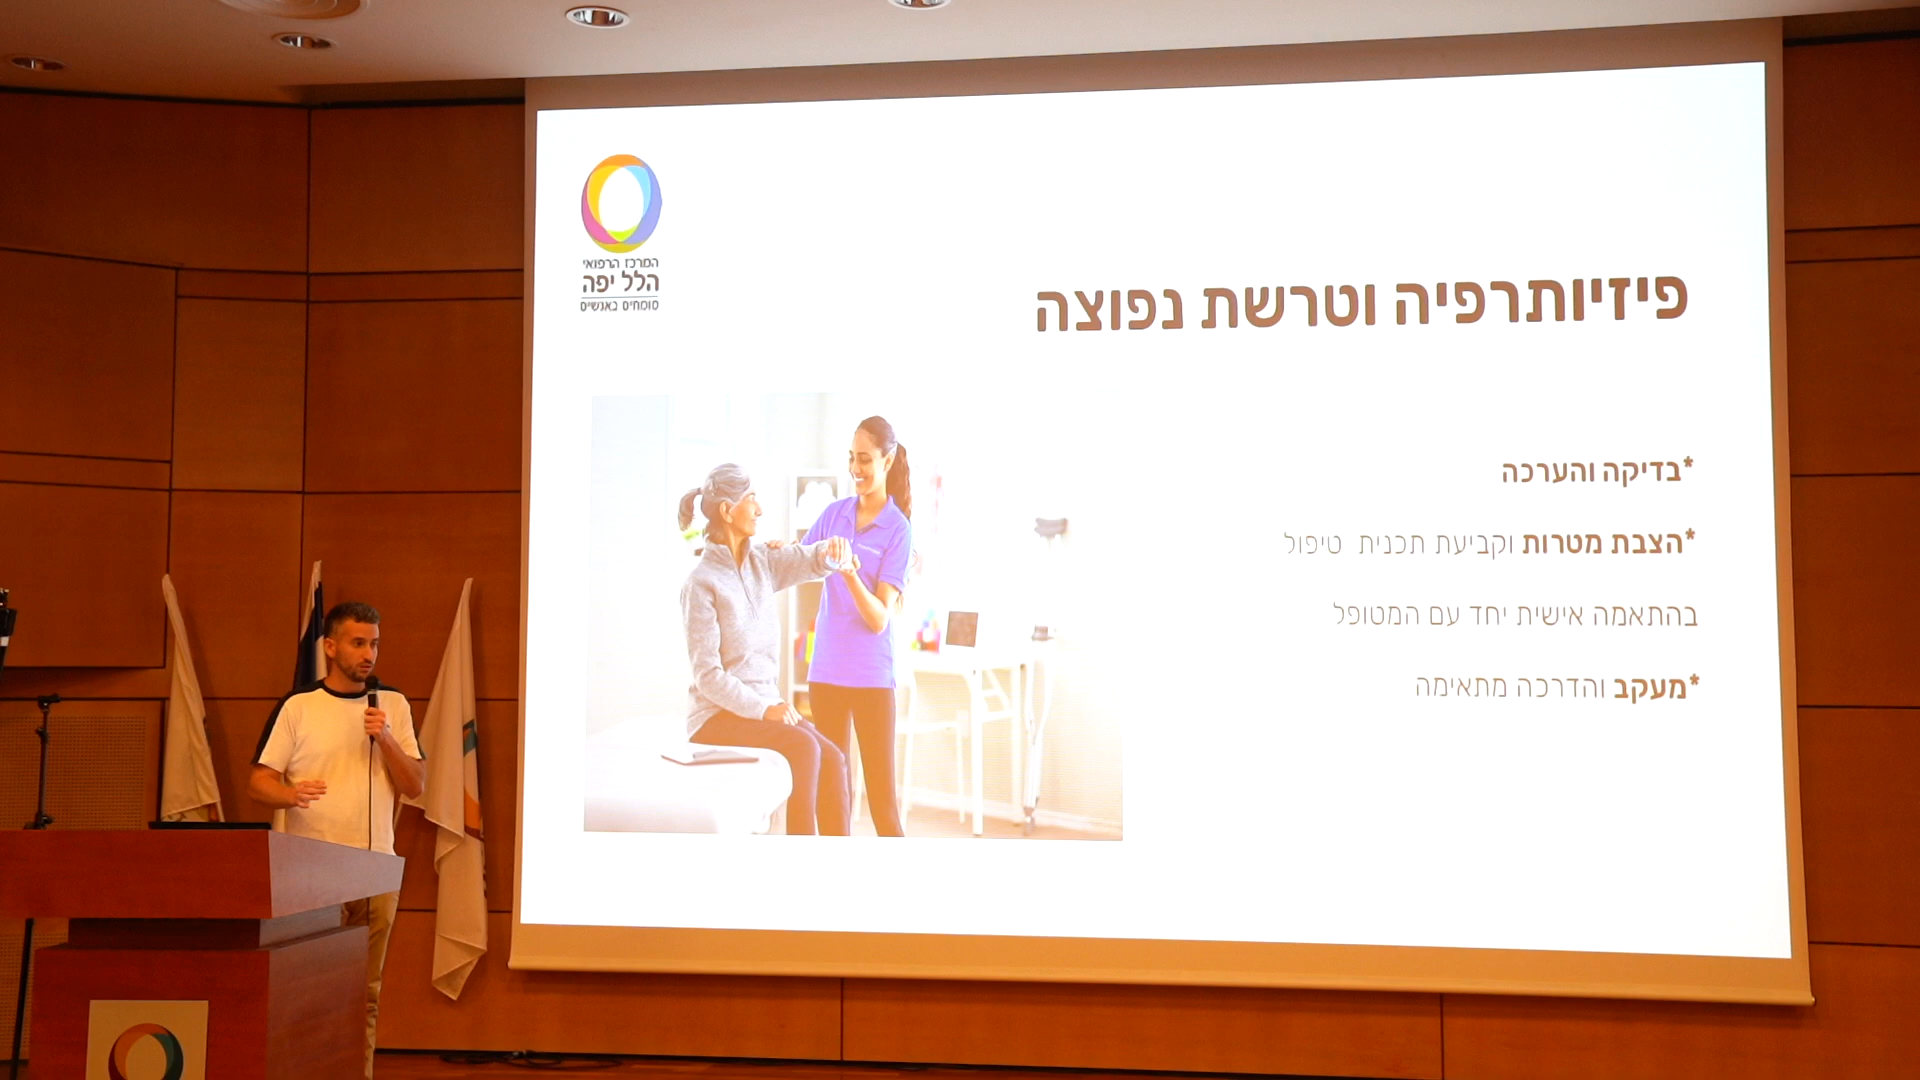 המרכז הרפואי
הלל יפה
מומחים באנשים
פיזיותרפיה וטרשת נפוצה
*בדיקה והערכה
*הצבת מטרות וקביעת תכנית טיפול
בהתאמה אישית יחד עם המטופל
*מעקב והדרכה מתאימה